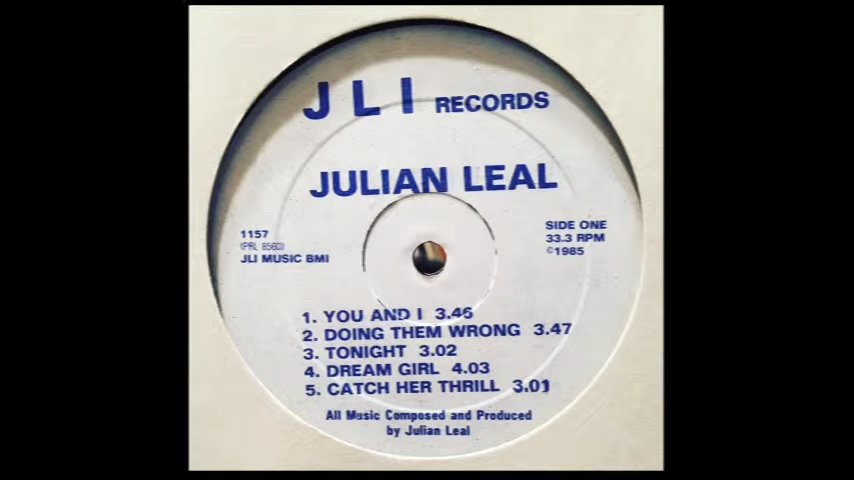 J L I RECORDS
JULIAN LEAL
1157
(PRL 8560)
JLI MUSIC BMI
SIDE ONE
33.3 RPM
©1985
1. YOU AND I 3.46
2. DOING THEM WRONG 3.47
3. TONIGHT 3.02
4. DREAM GIRL 4.03
5. CATCH HER THRILL 3.01
All Music Composed and Produced
by Julian Leal